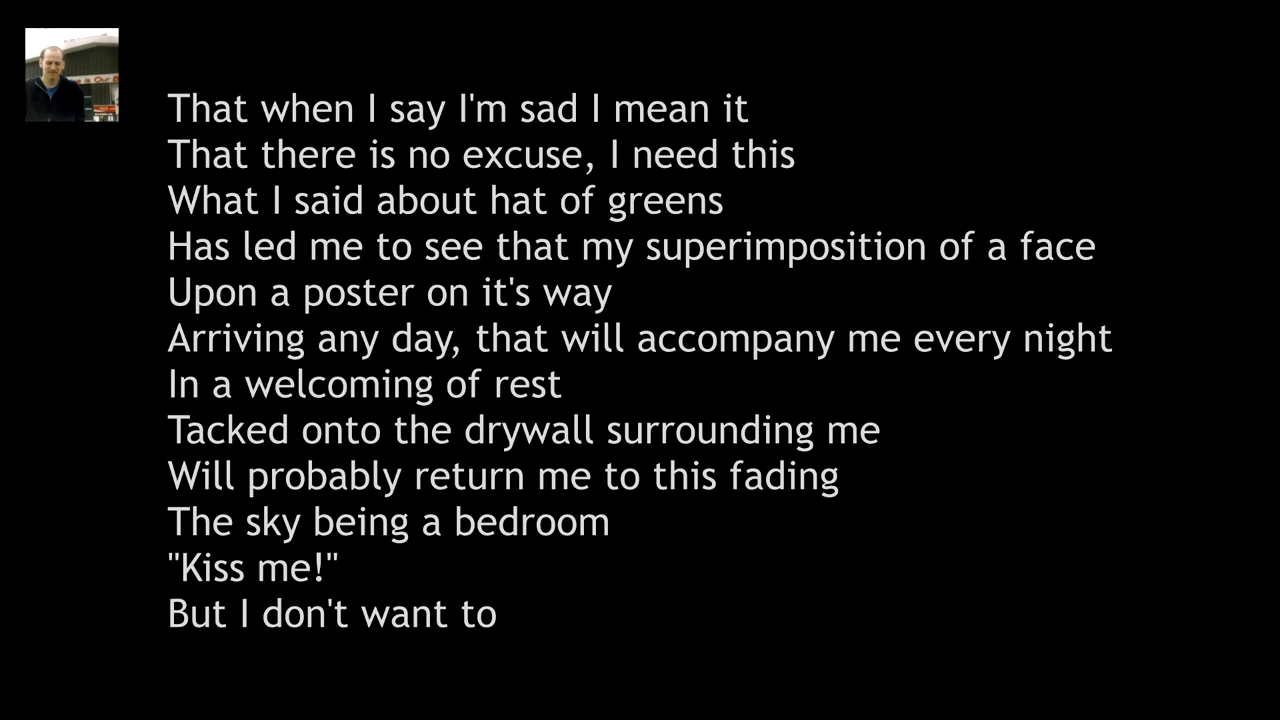 That when I say I'm sad I mean it
That there is no excuse, I need this
What I said about hat of greens
Has led me to see that my superimposition of a face
Upon a poster on it's way
Arriving any day, that will accompany me every night
In a welcoming of rest
Tacked onto the drywall surrounding me
Will probably return me to this fading
The sky being a bedroom
"Kiss me!"
But I don't want to